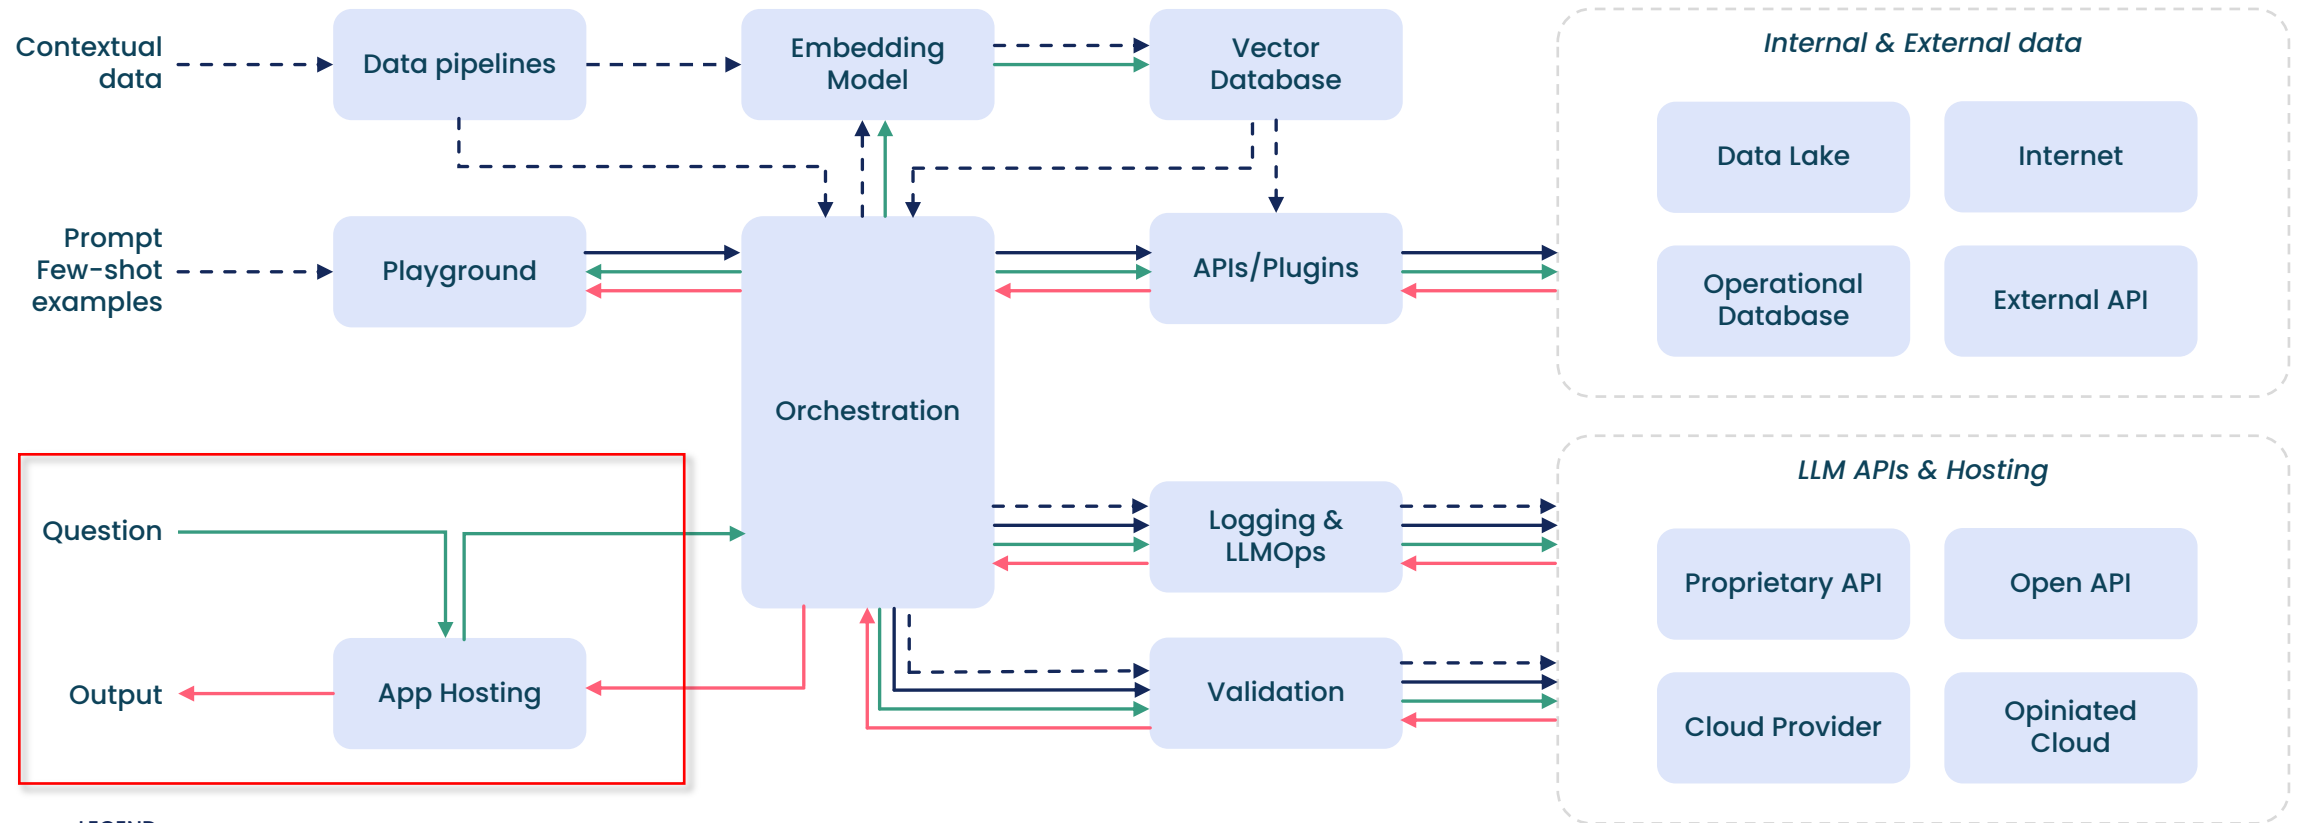 Contextual
data
Data pipelines
Embedding
Model
Vector
Database
Internal & External data
Data Lake
Internet
Prompt
Few-shot
examples
Playground
APIs/Plugins
Operational
Database
External API
Orchestration
LLM APIs & Hosting
Question
Logging &
LLMOps
Proprietary API
Open API
Output
App Hosting
Validation
Cloud Provider
Opiniated
Cloud
LEGEND